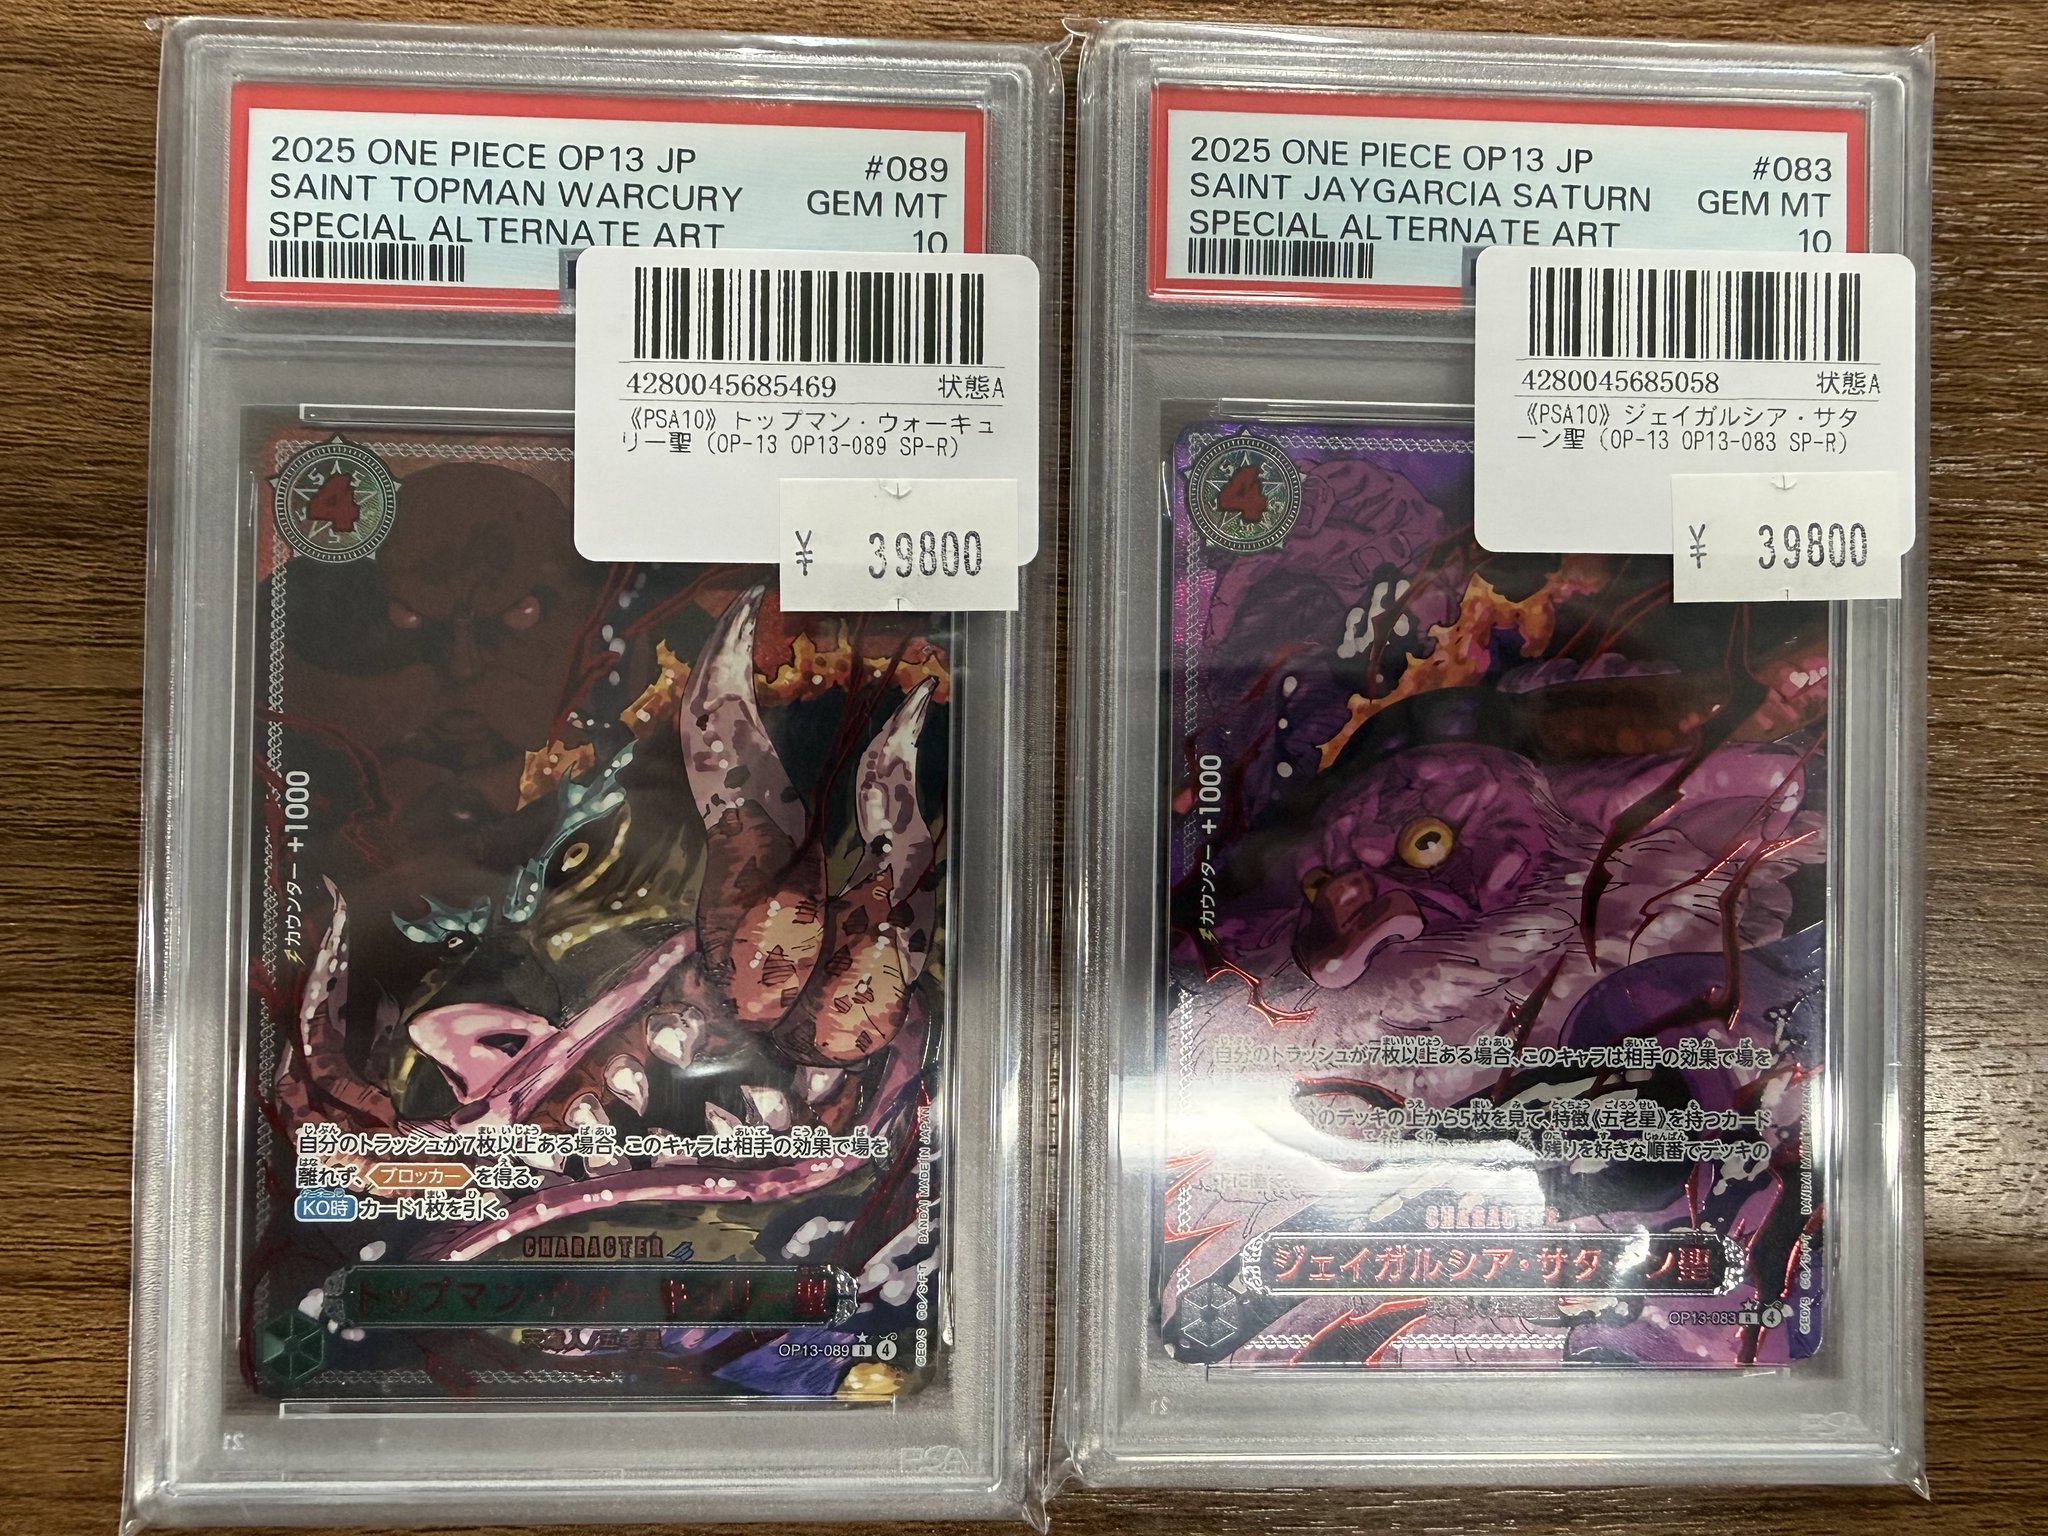 2025 ONE PIECE OP13 JP #089
SAINT TOPMAN WARCURY GEM MT
SPECIAL ALTERNATE ART 10
4280045685469 状態A
《PSA10》トップマン・ウォーキュ
リー聖 (OP-13 OP13-089 SP-R)
¥ 39800
4
カウンター +1000
自分のトラッシュが7枚以上ある場合、このキャラは相手の効果で場を
離れず、ブロッカーを得る。
KO時 カード1枚を引く。
CHARACTER
トップマン・ウォーキュリー聖
OP13-089 R 4
©EO/S ©O/S・F・T BANDAI MADE IN JAPAN
2025 ONE PIECE OP13 JP #083
SAINT JAYGARCIA SATURN GEM MT
SPECIAL ALTERNATE ART 10
4280045685058 状態A
《PSA10》ジェイガルシア・サタ
ーン聖 (OP-13 OP13-083 SP-R)
¥ 39800
4
カウンター +1000
自分のトラッシュが7枚以上ある場合、このキャラは相手の効果で場を
のデッキの上から5枚を見て、特徴《五老星》を持つカード
残りを好きな順番でデッキの
CHARACTER
ジェイガルシア・サターン聖
OP13-083 R 4